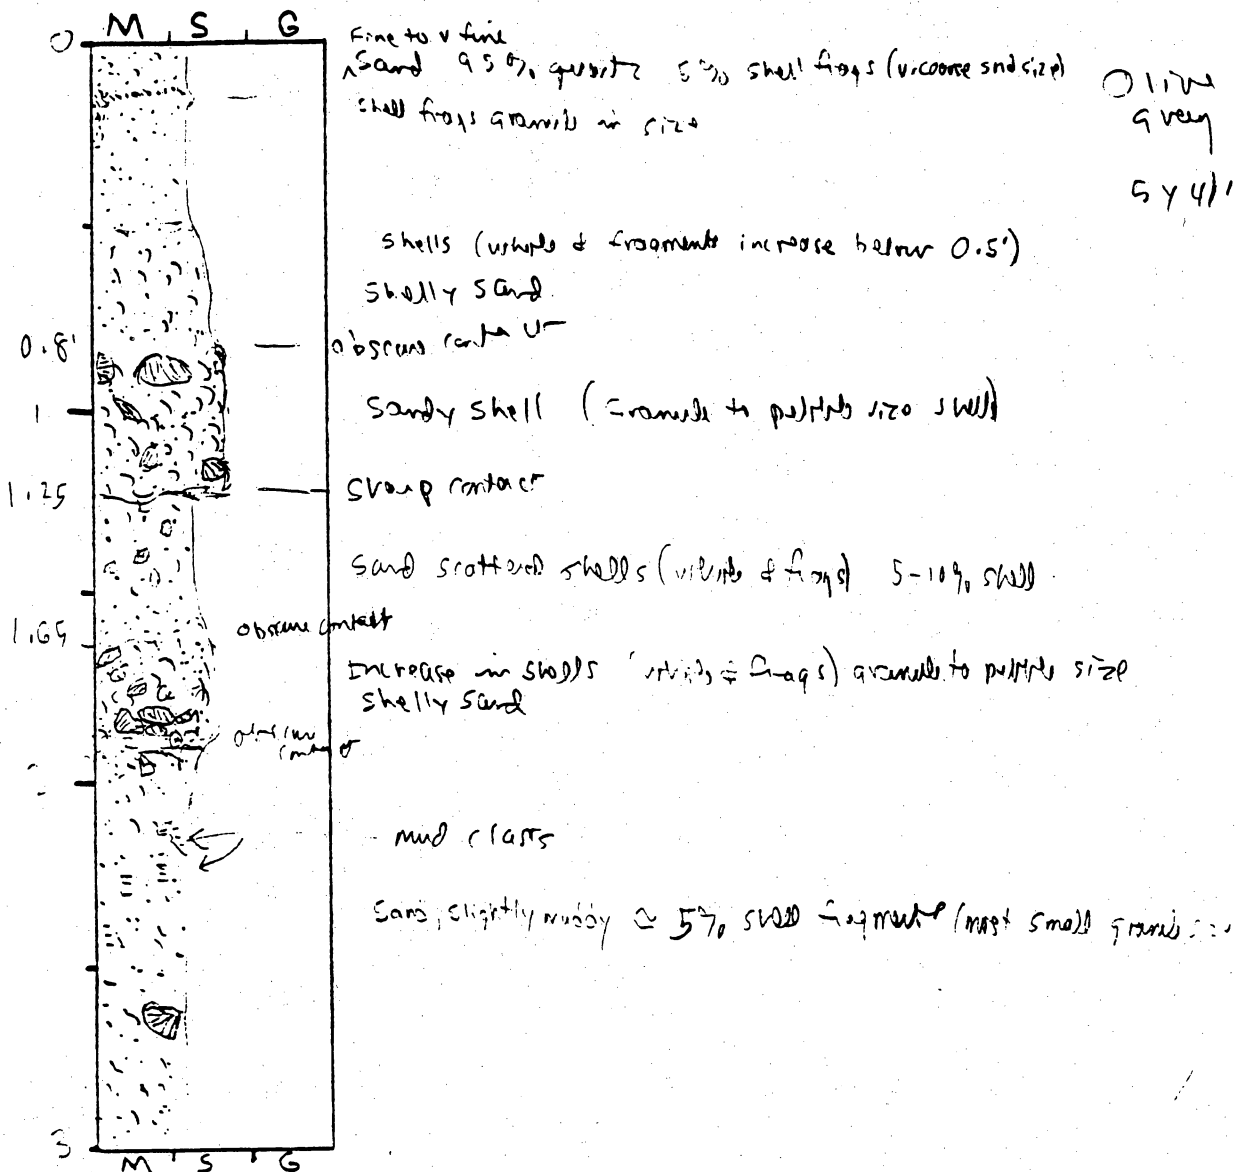 M S G
0
Fine to v fine
Sand 95% quartz 5% shell frags (v. coarse snd size)
Olive
grey
shell frags granule in size
5 Y 4/1
shells (whole & fragments increase below 0.5')
shelly sand
0.8'
obscure contact
1
Sandy shell (Granule to pebble size shell)
1.25
sharp contact
Sand scattered shells (whole & frags) 5-10% shell
1.65
obscure contact
Increase in shells (whole & frags) granule to pebble size
shelly sand
obscure
contact
mud clasts
Sand, slightly muddy ≃ 5% shell fragments (most small granule
3
M S G